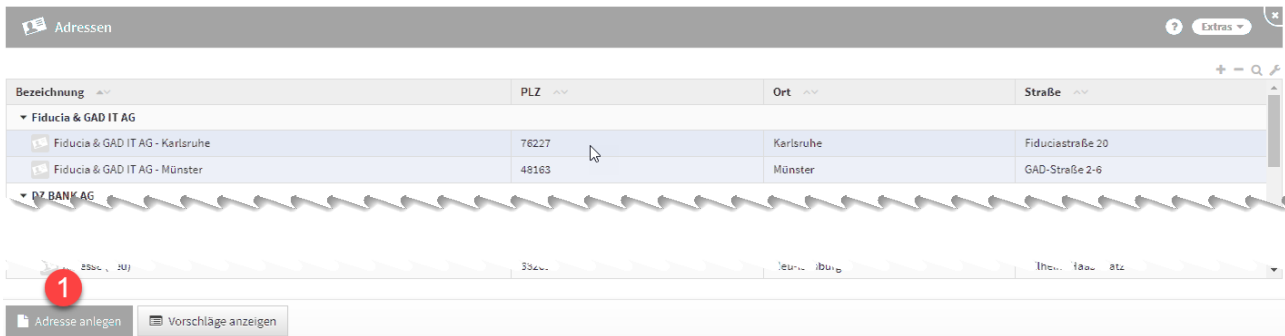 Adressen ? Extras
Bezeichnung PLZ Ort Straße
Fiducia & GAD IT AG
Fiducia & GAD IT AG - Karlsruhe 76227 Karlsruhe Fiduciastraße 20
Fiducia & GAD IT AG - Münster 48163 Münster GAD-Straße 2-6
DZ BANK AG
1
Adresse anlegen Vorschläge anzeigen